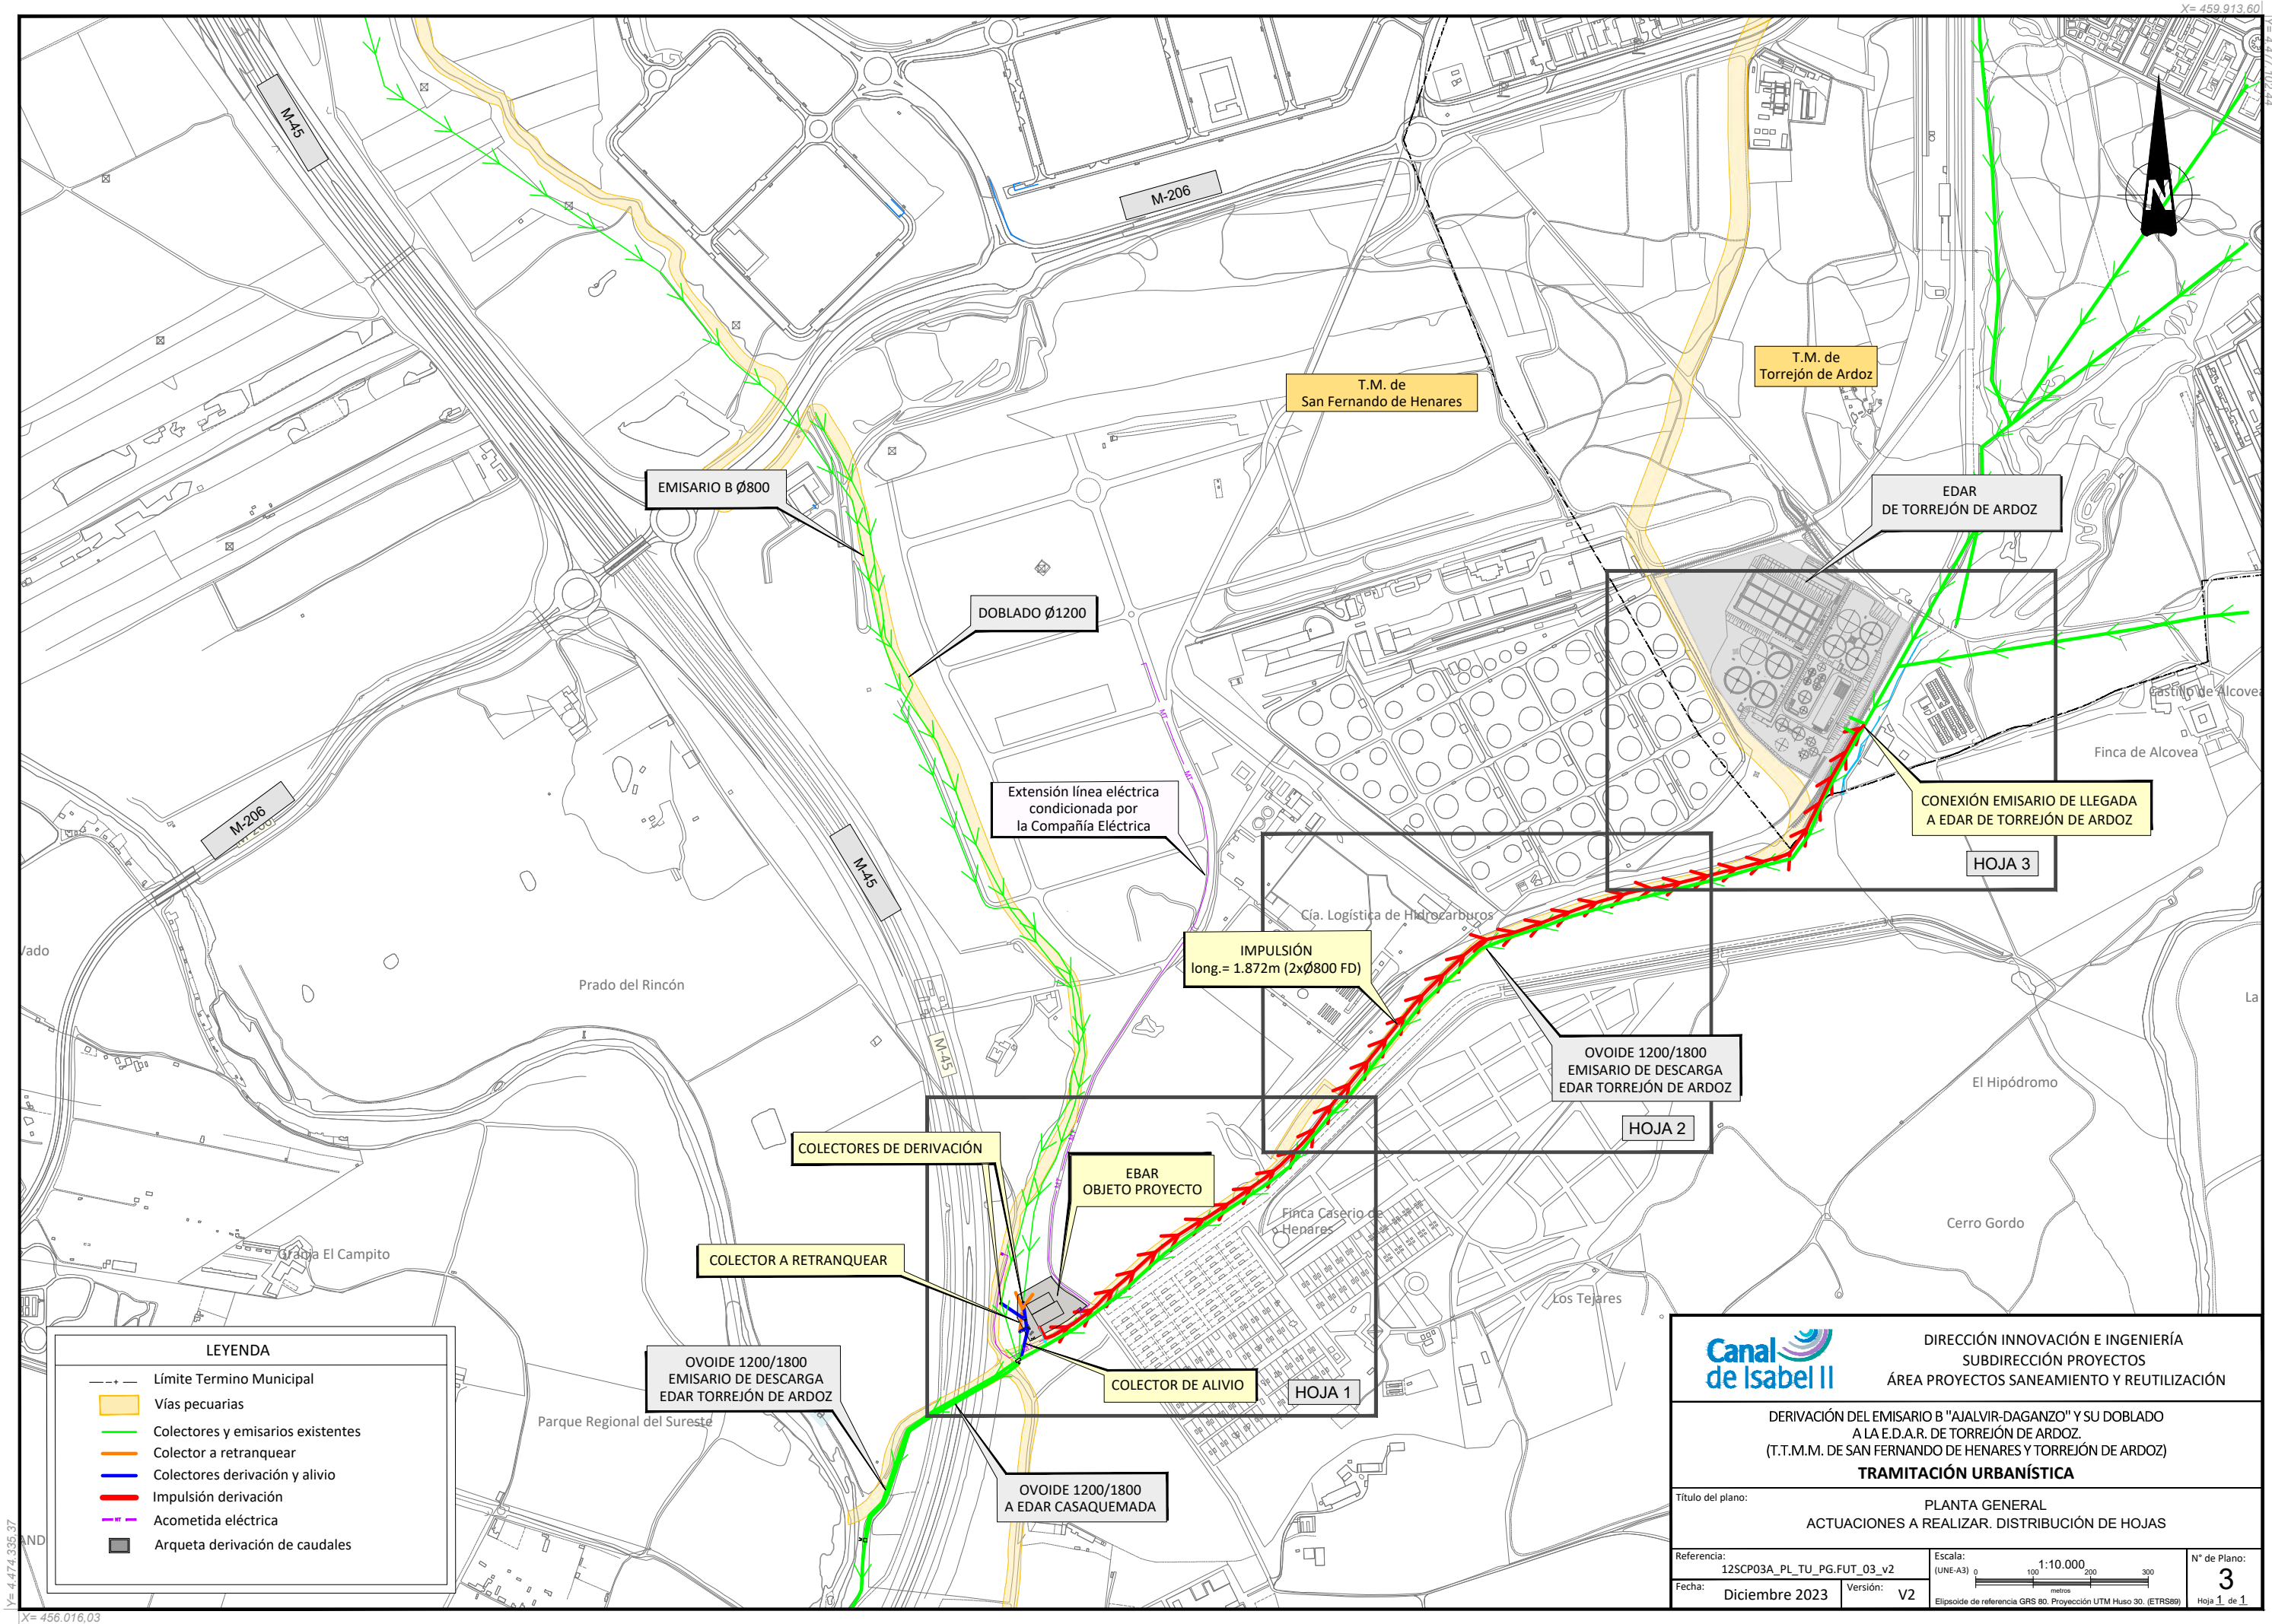 X= 459.913,60
M-45
M-206
N
T.M. de
Torrejón de Ardoz
T.M. de
San Fernando de Henares
EMISARIO B Ø800
EDAR
DE TORREJÓN DE ARDOZ
DOBLADO Ø1200
MT
MT
Castillo de Alcovea
Finca de Alcovea
Extensión línea eléctrica
condicionada por
la Compañía Eléctrica
CONEXIÓN EMISARIO DE LLEGADA
A EDAR DE TORREJÓN DE ARDOZ
M-206
M-45
HOJA 3
Cía. Logística de Hidrocarburos
IMPULSIÓN
long.= 1.872m (2xØ800 FD)
Vado
Prado del Rincón
La
M-45
OVOIDE 1200/1800
EMISARIO DE DESCARGA
EDAR TORREJÓN DE ARDOZ
El Hipódromo
HOJA 2
COLECTORES DE DERIVACIÓN
MT
EBAR
OBJETO PROYECTO
MT
Finca Caserio de
Henares
Cerro Gordo
Granja El Campito
COLECTOR A RETRANQUEAR
Los Tejares
OVOIDE 1200/1800
EMISARIO DE DESCARGA
EDAR TORREJÓN DE ARDOZ
COLECTOR DE ALIVIO
HOJA 1
Parque Regional del Sureste
OVOIDE 1200/1800
A EDAR CASAQUEMADA
LEYENDA
Límite Termino Municipal
Vías pecuarias
Colectores y emisarios existentes
Colector a retranquear
Colectores derivación y alivio
Impulsión derivación
MT
Acometida eléctrica
Arqueta derivación de caudales
AND
Y= 4.474.335,37
X= 456.016,03
Canal
de Isabel II
DIRECCIÓN INNOVACIÓN E INGENIERÍA
SUBDIRECCIÓN PROYECTOS
ÁREA PROYECTOS SANEAMIENTO Y REUTILIZACIÓN
DERIVACIÓN DEL EMISARIO B "AJALVIR-DAGANZO" Y SU DOBLADO
A LA E.D.A.R. DE TORREJÓN DE ARDOZ.
(T.T.M.M. DE SAN FERNANDO DE HENARES Y TORREJÓN DE ARDOZ)
TRAMITACIÓN URBANÍSTICA
Título del plano:
PLANTA GENERAL
ACTUACIONES A REALIZAR. DISTRIBUCIÓN DE HOJAS
Referencia:
12SCP03A_PL_TU_PG.FUT_03_v2
Fecha: Diciembre 2023
Versión: V2
Escala:
(UNE-A3)
1:10.000
0 100 200 300
metros
Elipsoide de referencia GRS 80. Proyección UTM Huso 30. (ETRS89)
N° de Plano:
3
Hoja 1 de 1